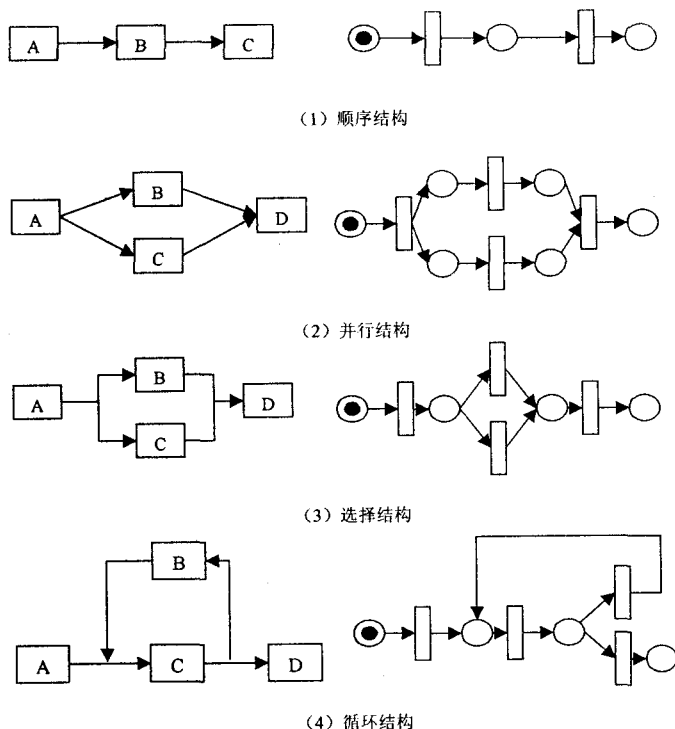 A B C
(1) 顺序结构
B
A D
C
(2) 并行结构
B
A D
C
(3) 选择结构
B
A C D
(4) 循环结构